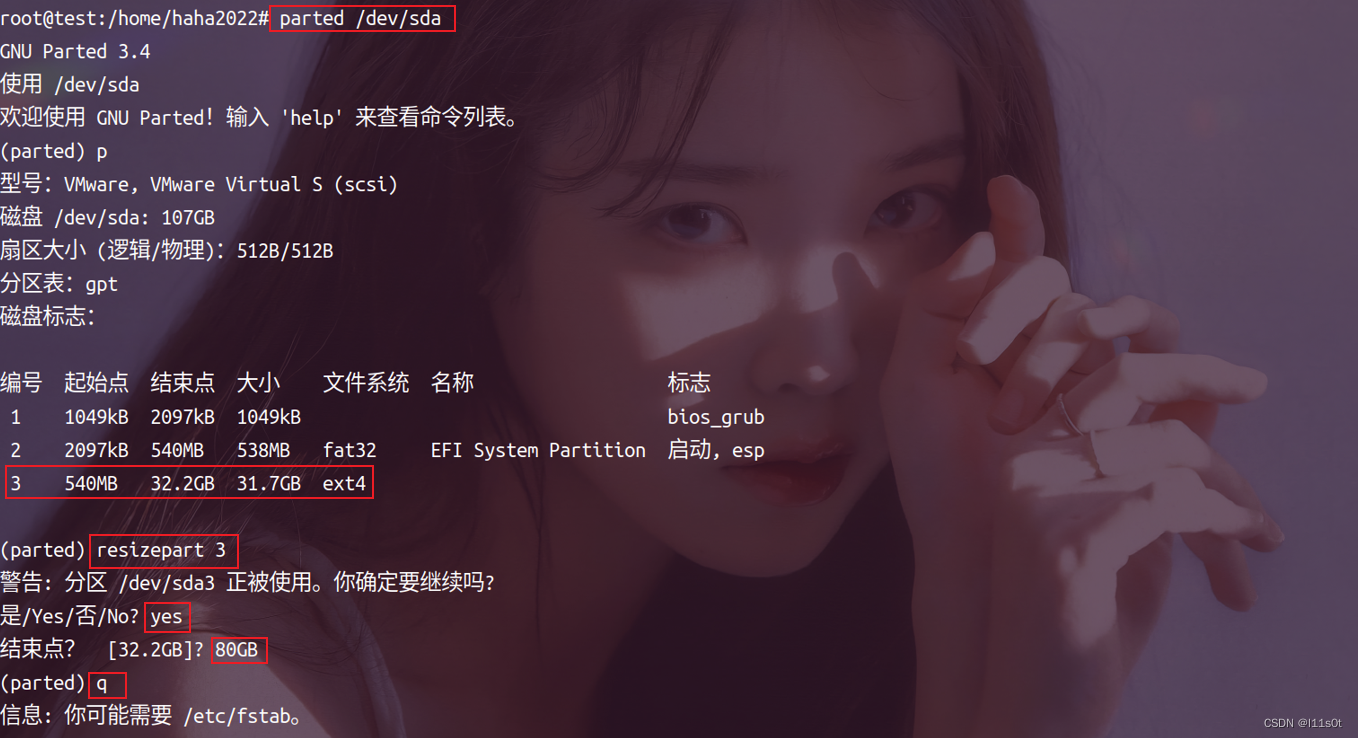 root@test:/home/haha2022# parted /dev/sda
GNU Parted 3.4
使用 /dev/sda
欢迎使用 GNU Parted！输入 'help' 来查看命令列表。
(parted) p
型号：VMware, VMware Virtual S (scsi)
磁盘 /dev/sda: 107GB
扇区大小 (逻辑/物理)：512B/512B
分区表：gpt
磁盘标志：
编号 起始点 结束点 大小 文件系统 名称 标志
1 1049kB 2097kB 1049kB bios_grub
2 2097kB 540MB 538MB fat32 EFI System Partition 启动, esp
3 540MB 32.2GB 31.7GB ext4
(parted) resizepart 3
警告: 分区 /dev/sda3 正被使用。你确定要继续吗?
是/Yes/否/No? yes
结束点？ [32.2GB]? 80GB
(parted) q
信息: 你可能需要 /etc/fstab。
CSDN @l11s0t